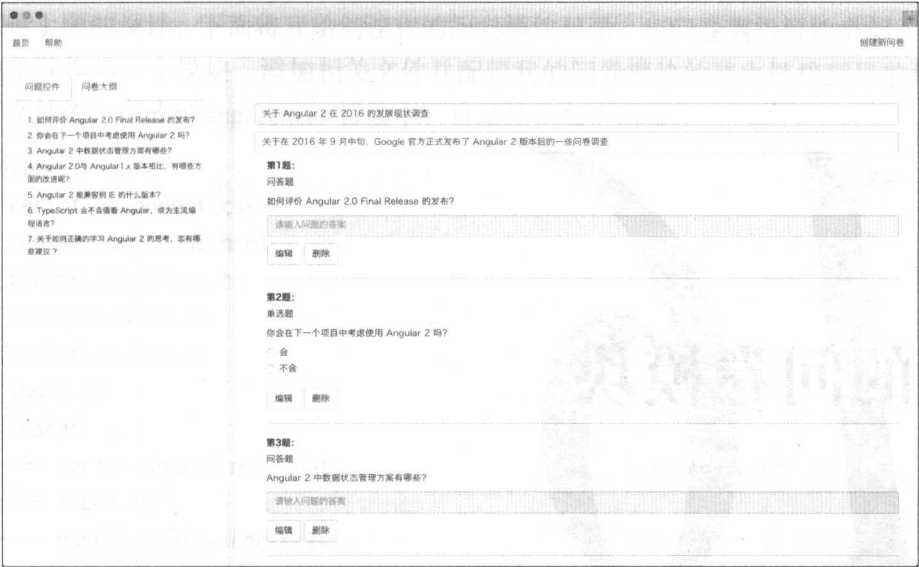 首页 帮助 创建新问卷
问题控件 问卷大纲
1. 如何评价 Angular 2.0 Final Release 的发布?
2. 你会在下一个项目中考虑使用 Angular 2 吗?
3. Angular 2 中数据状态管理方案有哪些?
4. Angular 2.0与 Angular1.x 版本相比，有哪些方
面的改进呢?
5. Angular 2 能兼容到 IE 的什么版本?
6. TypeScript 会不会借着 Angular，成为主流编
程语言?
7. 关于如何正确的学习 Angular 2 的思考，您有哪
些建议？
关于 Angular 2 在 2016 的发展现状调查
关于在 2016 年 9 月中旬，Google 官方正式发布了 Angular 2 版本后的一些问卷调查
第1题：
问答题
如何评价 Angular 2.0 Final Release 的发布?
请输入问题的答案
编辑 删除
第2题：
单选题
你会在下一个项目中考虑使用 Angular 2 吗?
会
不会
编辑 删除
第3题：
问答题
Angular 2 中数据状态管理方案有哪些?
请输入问题的答案
编辑 删除